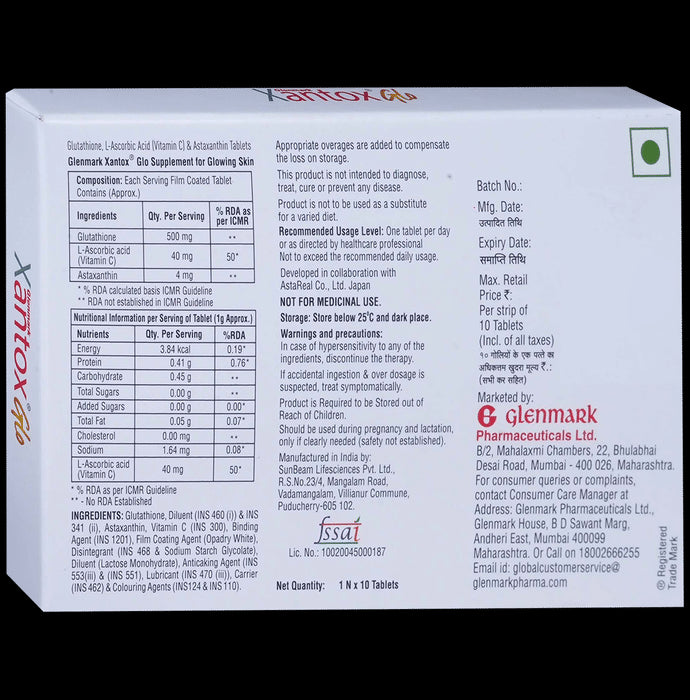 Glenmark
Xantox® Glo
Glenmark
Xantox® Glo
Glutathione, L-Ascorbic Acid (Vitamin C) & Astaxanthin Tablets
Glenmark Xantox® Glo Supplement for Glowing Skin
Composition: Each Serving Film Coated Tablet
Contains (Approx.)
Ingredients Qty. Per Serving % RDA as per ICMR
Glutathione 500 mg **
L-Ascorbic acid (Vitamin C) 40 mg 50*
Astaxanthin 4 mg **
* % RDA calculated basis ICMR Guideline
** RDA not established in ICMR Guideline
Nutritional Information per Serving of Tablet (1g Approx.)
Nutrients Qty. Per Serving %RDA
Energy 3.84 kcal 0.19*
Protein 0.41 g 0.76*
Carbohydrate 0.45 g **
Total Sugars 0.00 g **
Added Sugars 0.00 g 0.00*
Total Fat 0.05 g 0.07*
Cholesterol 0.00 mg **
Sodium 1.64 mg 0.08*
L-Ascorbic acid (Vitamin C) 40 mg 50*
* % RDA as per ICMR Guideline
** - No RDA Established
INGREDIENTS: Glutathione, Diluent (INS 460 (i)) & INS
341 (ii), Astaxanthin, Vitamin C (INS 300), Binding
Agent (INS 1201), Film Coating Agent (Opadry White),
Disintegrant (INS 468 & Sodium Starch Glycolate),
Diluent (Lactose Monohydrate), Anticaking Agent (INS
553(iii) & (INS 551), Lubricant (INS 470 (iii)), Carrier
(INS 462) & Colouring Agents (INS124 & INS 110).
Appropriate overages are added to compensate
the loss on storage.
This product is not intended to diagnose,
treat, cure or prevent any disease.
Product is not to be used as a substitute
for a varied diet.
Recommended Usage Level: One tablet per day
or as directed by healthcare professional
Not to exceed the recommended daily usage.
Developed in collaboration with
AstaReal Co., Ltd. Japan
NOT FOR MEDICINAL USE.
Storage: Store below 25°C and dark place.
Warnings and precautions:
In case of hypersensitivity to any of the
ingredients, discontinue the therapy.
If accidental ingestion & over dosage is
suspected, treat symptomatically.
Product is Required to be Stored out of
Reach of Children.
Should be used during pregnancy and lactation,
only if clearly needed (safety not established).
Manufactured in India by:
SunBeam Lifesciences Pvt. Ltd.,
R.S.No.23/4, Mangalam Road,
Vadamangalam, Villianur Commune,
Puducherry-605 102.
fssai
Lic. No.: 10020045000187
Net Quantity: 1 N x 10 Tablets
Batch No.:
Mfg. Date:
उत्पादित तिथि
Expiry Date:
समाप्ति तिथि
Max. Retail
Price ₹:
Per strip of
10 Tablets
(Incl. of all taxes)
१० गोलियों के एक पत्ते का
अधिकतम खुदरा मूल्य ₹.:
(सभी कर सहित)
Marketed by:
G glenmark
Pharmaceuticals Ltd.
B/2, Mahalaxmi Chambers, 22, Bhulabhai
Desai Road, Mumbai - 400 026, Maharashtra.
For consumer queries or complaints,
contact Consumer Care Manager at
Address: Glenmark Pharmaceuticals Ltd.,
Glenmark House, B D Sawant Marg,
Andheri East, Mumbai 400099
Maharashtra. Or Call on 18002666255
Email id: globalcustomerservice@
glenmarkpharma.com
® Registered
Trade Mark